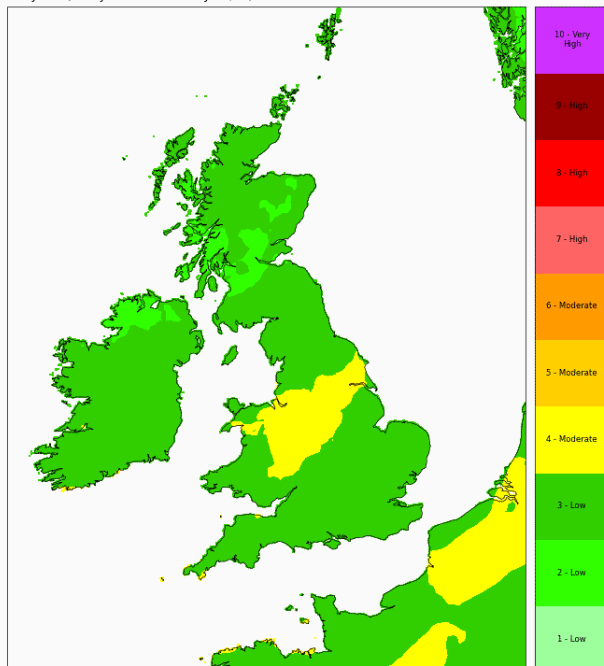 10 - Very
High
9 - High
8 - High
7 - High
6 - Moderate
5 - Moderate
4 - Moderate
3 - Low
2 - Low
1 - Low